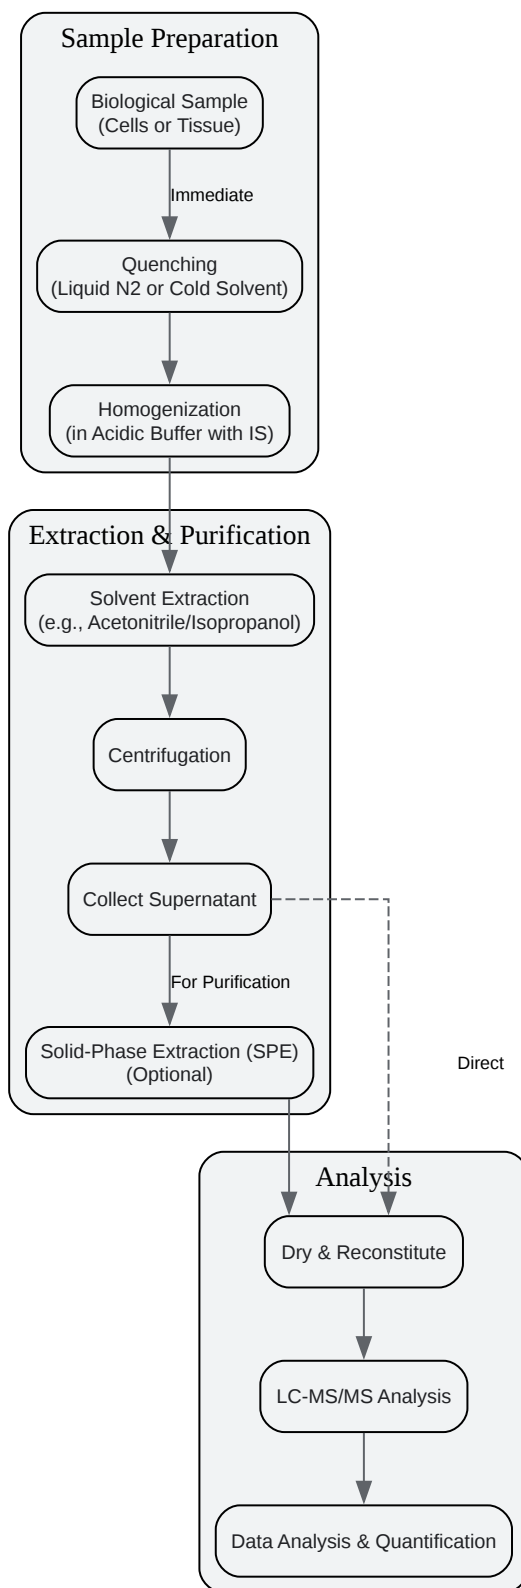 Sample Preparation
Biological Sample
(Cells or Tissue)
Immediate
Quenching
(Liquid N2 or Cold Solvent)
Homogenization
(in Acidic Buffer with IS)
Extraction & Purification
Solvent Extraction
(e.g., Acetonitrile/Isopropanol)
Centrifugation
Collect Supernatant
For Purification
Solid-Phase Extraction (SPE)
(Optional)
Direct
Analysis
Dry & Reconstitute
LC-MS/MS Analysis
Data Analysis & Quantification